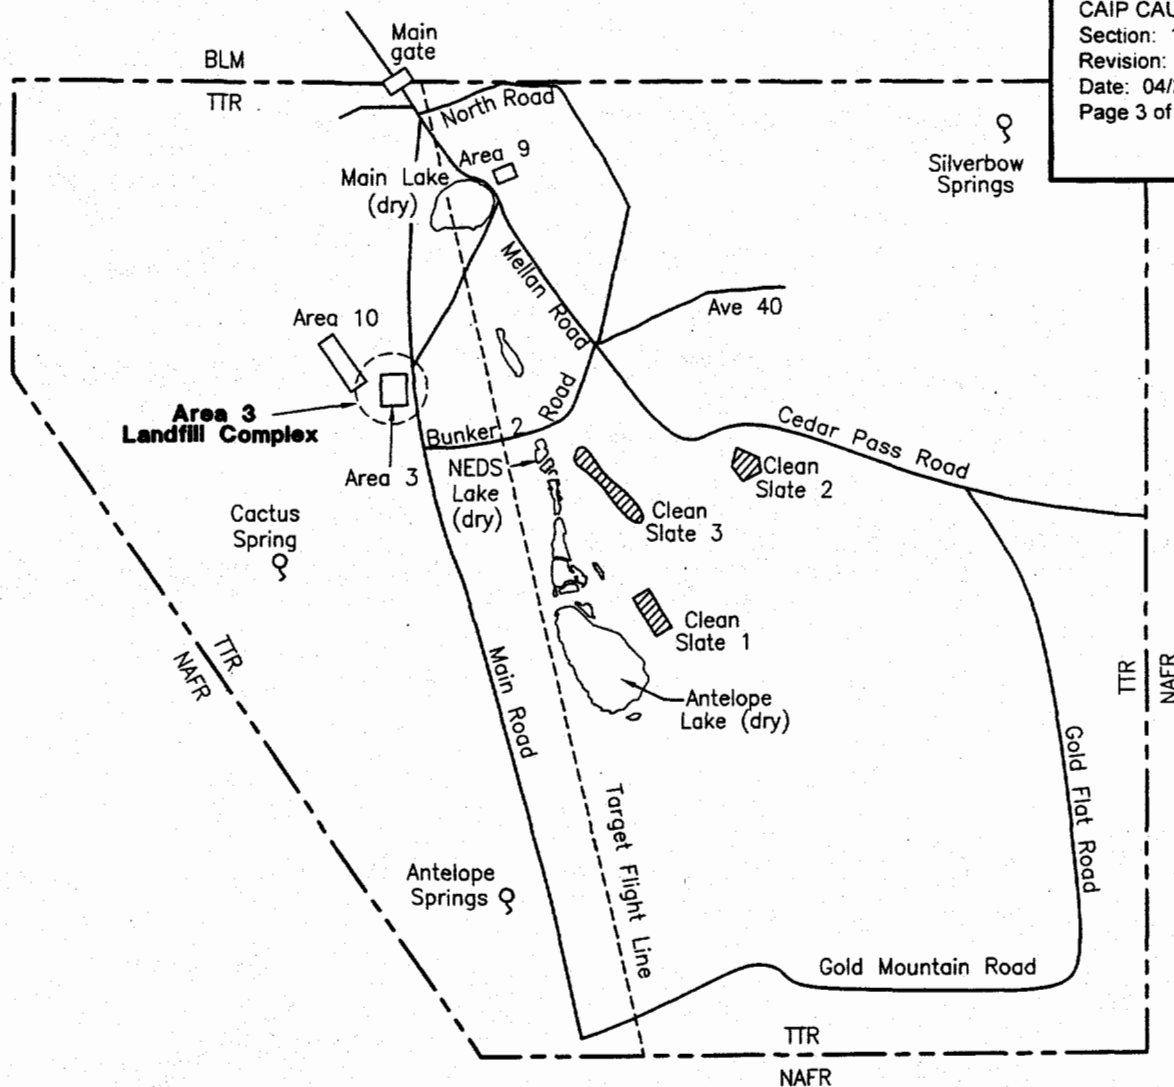 CAIP CAU
Section:
Revision:
Date: 04/
Page 3 of
Main
gate
BLM
TTR
North Road
Area 9
Main Lake
(dry)
Silverbow
Springs
Mellan Road
Ave 40
Area 10
Area 3
Landfill Complex
Bunker 2 Road
Cedar Pass Road
Area 3
NEDS
Lake
(dry)
Clean
Slate 2
Clean
Slate 3
Cactus
Spring
Clean
Slate 1
TTR
NAFR
Main Road
Antelope
Lake (dry)
TTR
NAFR
Gold Flat Road
Target Flight Line
Antelope
Springs
Gold Mountain Road
TTR
NAFR